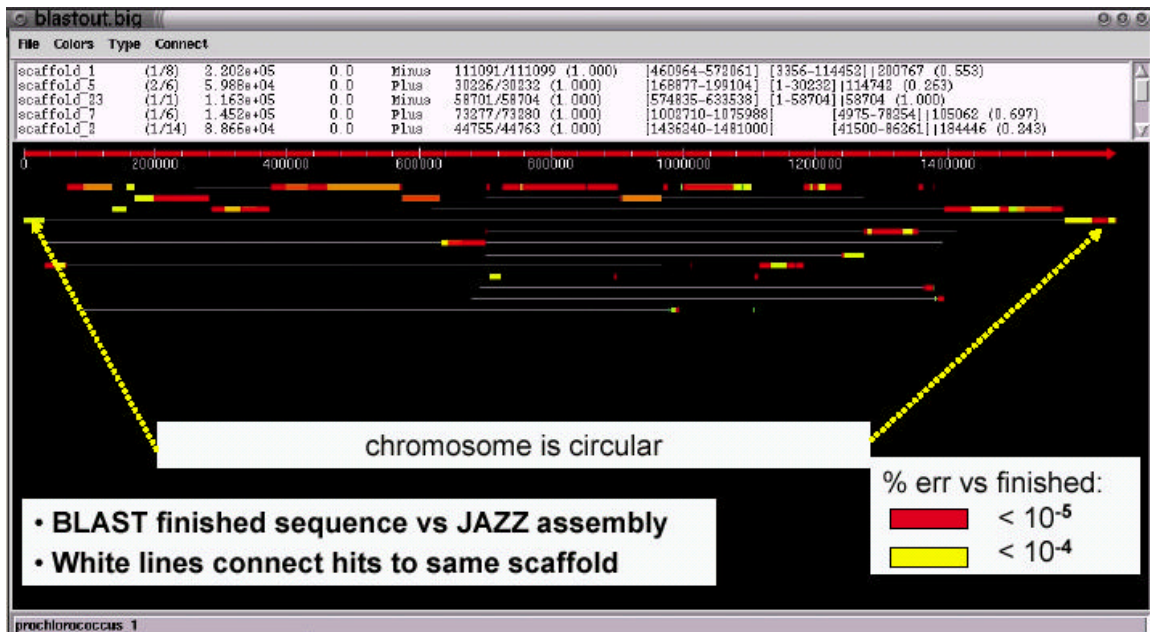 blastout.big
File Colors Type Connect
scaffold_1 (1/8) 2.202e+05 0.0 Minus 111091/111099 (1.000) [460964-572061] [3356-114452]|200767 (0.553)
scaffold_5 (2/6) 5.988e+04 0.0 Plus 30226/30232 (1.000) [168877-199104] [1-30232]|114742 (0.263)
scaffold_23 (1/1) 1.163e+05 0.0 Minus 58701/58704 (1.000) [574835-633538] [1-58704]|58704 (1.000)
scaffold_7 (1/6) 1.452e+05 0.0 Plus 73277/73280 (1.000) [1002710-1075988] [4975-78254]|105062 (0.697)
scaffold_2 (1/14) 8.866e+04 0.0 Plus 44755/44763 (1.000) [1436240-1481000] [41500-86261]|184446 (0.243)
0 200000 400000 600000 800000 1000000 1200000 1400000
chromosome is circular
% err vs finished:
< 10-5
< 10-4
• BLAST finished sequence vs JAZZ assembly
• White lines connect hits to same scaffold
prochlorococcus_1